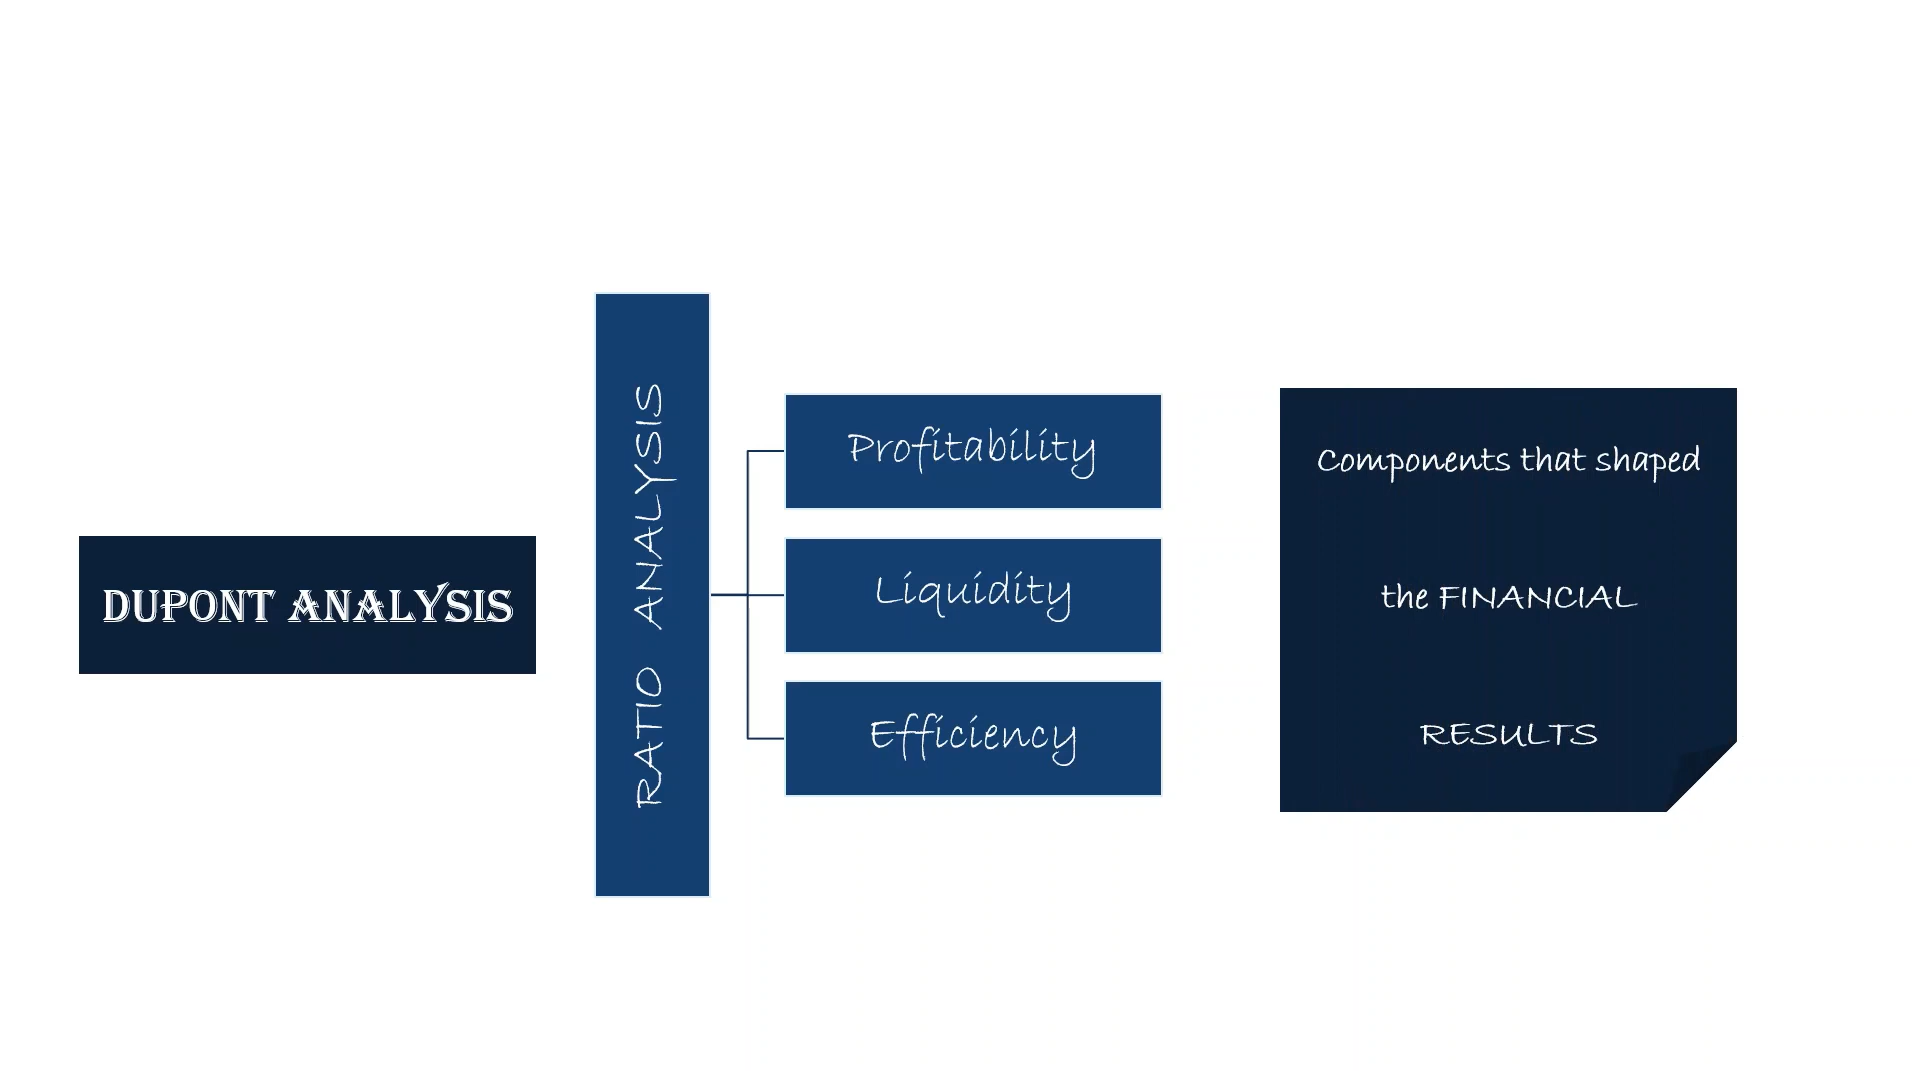 DUPONT ANALYSIS
RATIO ANALYSIS
Profitability
Liquidity
Efficiency
Components that shaped
the FINANCIAL
RESULTS